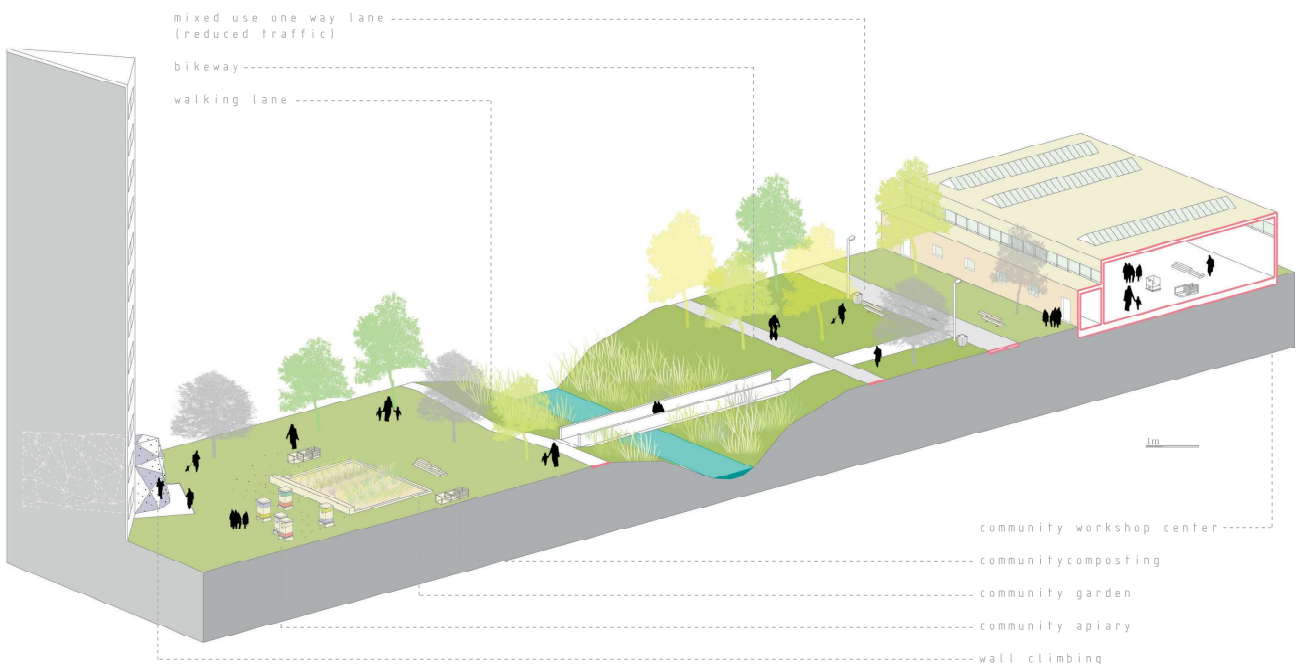 mixed use one way lane
(reduced traffic)
bikeway
walking lane
1m
community workshop center
communitycomposting
community garden
community apiary
wall climbing